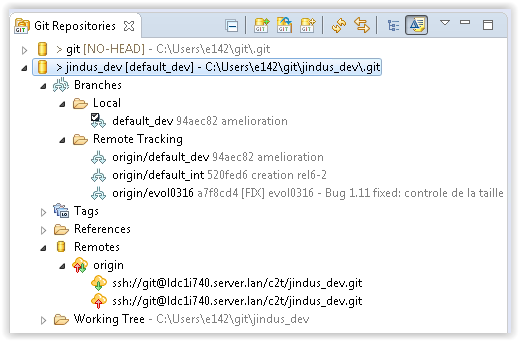 Git Repositories
> git [NO-HEAD] - C:\Users\e142\git\.git
> jindus_dev [default_dev] - C:\Users\e142\git\jindus_dev\.git
Branches
Local
default_dev 94aec82 amelioration
Remote Tracking
origin/default_dev 94aec82 amelioration
origin/default_int 520fed6 creation rel6-2
origin/evol0316 a7f8cd4 [FIX] evol0316 - Bug 1.11 fixed: controle de la taille
Tags
References
Remotes
origin
ssh://git@ldc1i740.server.lan/c2t/jindus_dev.git
ssh://git@ldc1i740.server.lan/c2t/jindus_dev.git
Working Tree - C:\Users\e142\git\jindus_dev